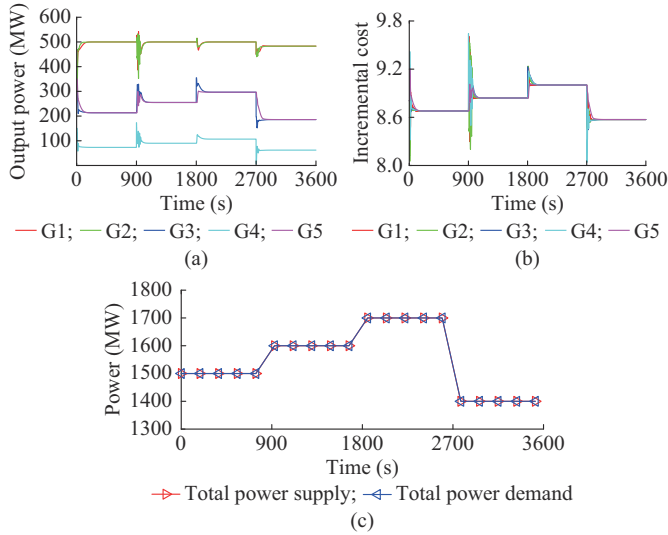 Output power (MW)
600
500
400
300
200
100
0
900
1800
2700
3600
Time (s)
G1; G2; G3; G4; G5
(a)
Incremental cost
9.8
9.2
8.6
8.0
0
900
1800
2700
3600
Time (s)
G1; G2; G3; G4; G5
(b)
Power (MW)
1800
1700
1600
1500
1400
1300
0
900
1800
2700
3600
Time (s)
Total power supply; Total power demand
(c)